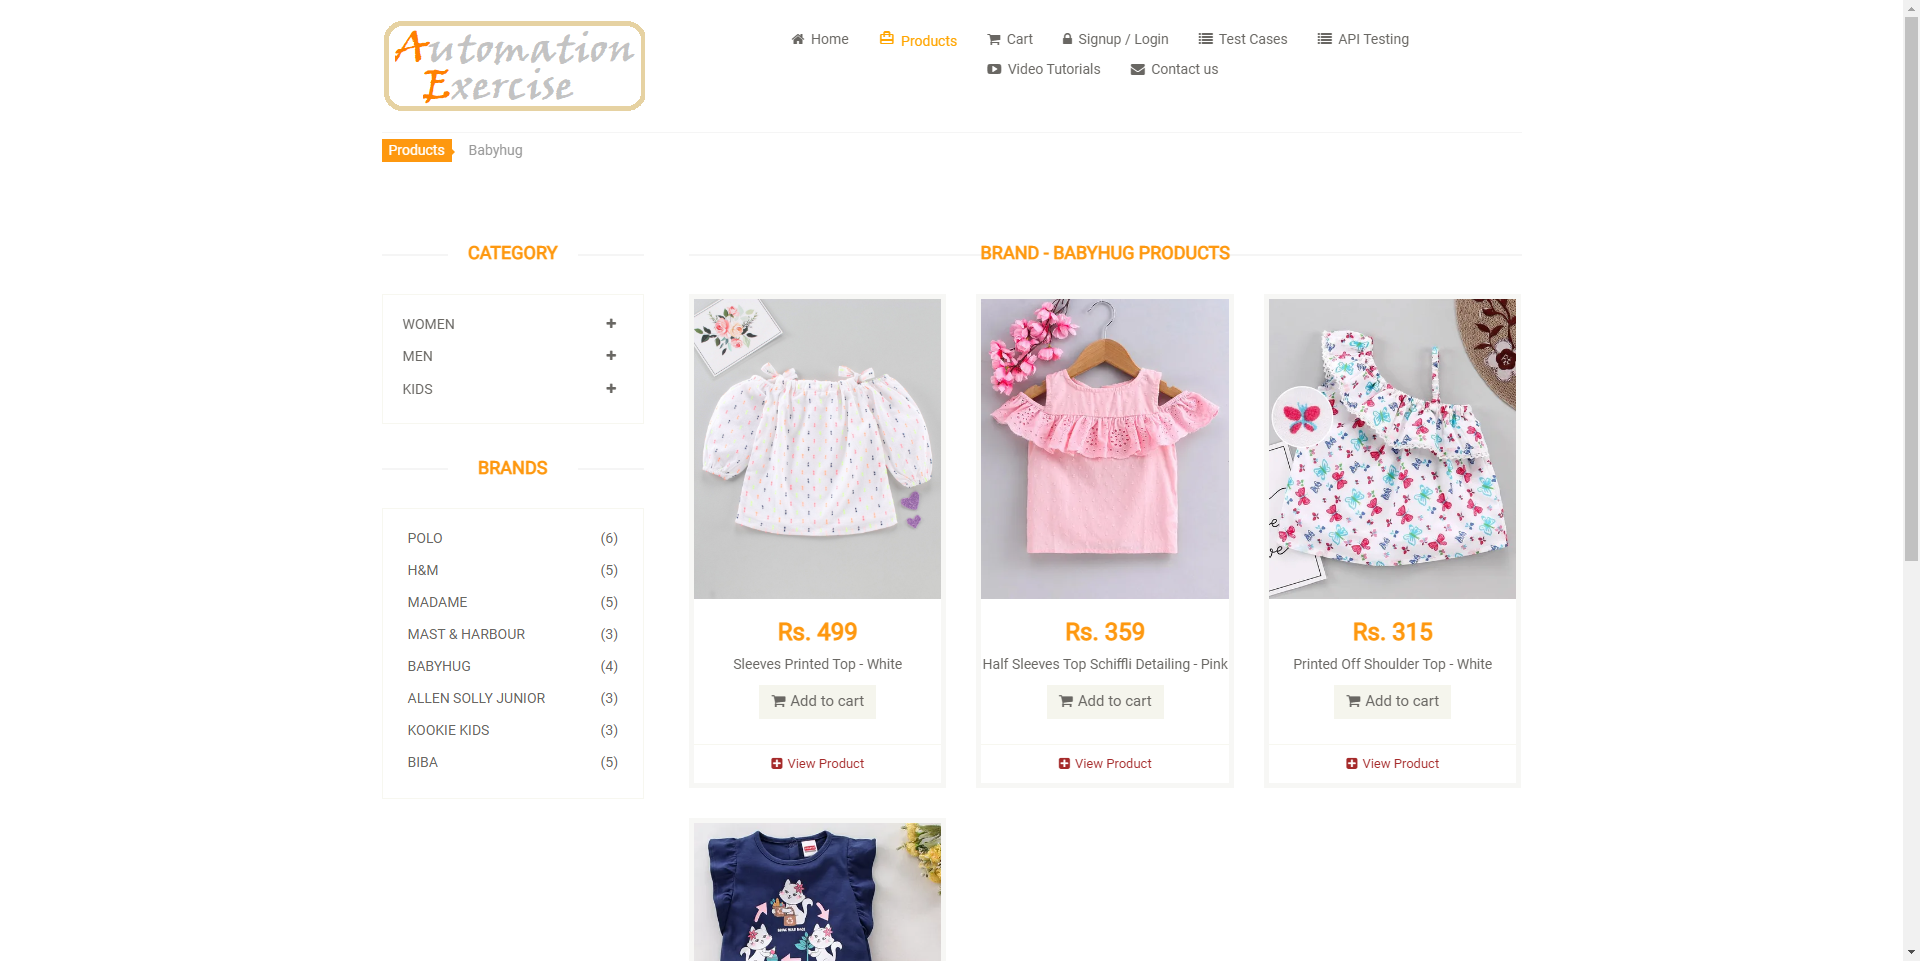 Automation
Exercise
Home
Products
Cart
Signup / Login
Test Cases
API Testing
Video Tutorials
Contact us
Products
Babyhug
CATEGORY
WOMEN
MEN
KIDS
BRANDS
POLO (6)
H&M (5)
MADAME (5)
MAST & HARBOUR (3)
BABYHUG (4)
ALLEN SOLLY JUNIOR (3)
KOOKIE KIDS (3)
BIBA (5)
BRAND - BABYHUG PRODUCTS
Rs. 499
Sleeves Printed Top - White
Add to cart
View Product
Rs. 359
Half Sleeves Top Schiffli Detailing - Pink
Add to cart
View Product
Rs. 315
Printed Off Shoulder Top - White
Add to cart
View Product